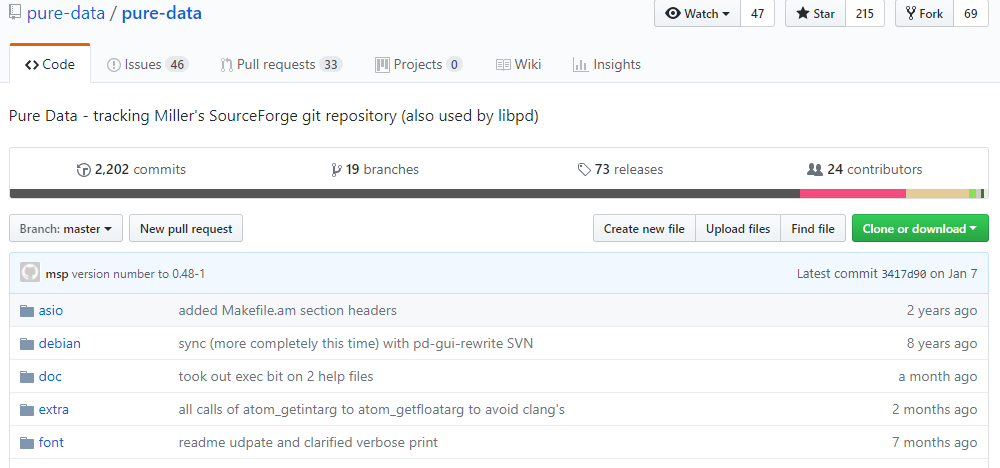 pure-data / pure-data Watch 47 Star 215 Fork 69
Code Issues 46 Pull requests 33 Projects 0 Wiki Insights
Pure Data - tracking Miller's SourceForge git repository (also used by libpd)
2,202 commits 19 branches 73 releases 24 contributors
Branch: master New pull request Create new file Upload files Find file Clone or download
msp version number to 0.48-1 Latest commit 3417d90 on Jan 7
asio added Makefile.am section headers 2 years ago
debian sync (more completely this time) with pd-gui-rewrite SVN 8 years ago
doc took out exec bit on 2 help files a month ago
extra all calls of atom_getintarg to atom_getfloatarg to avoid clang's 2 months ago
font readme udpate and clarified verbose print 7 months ago